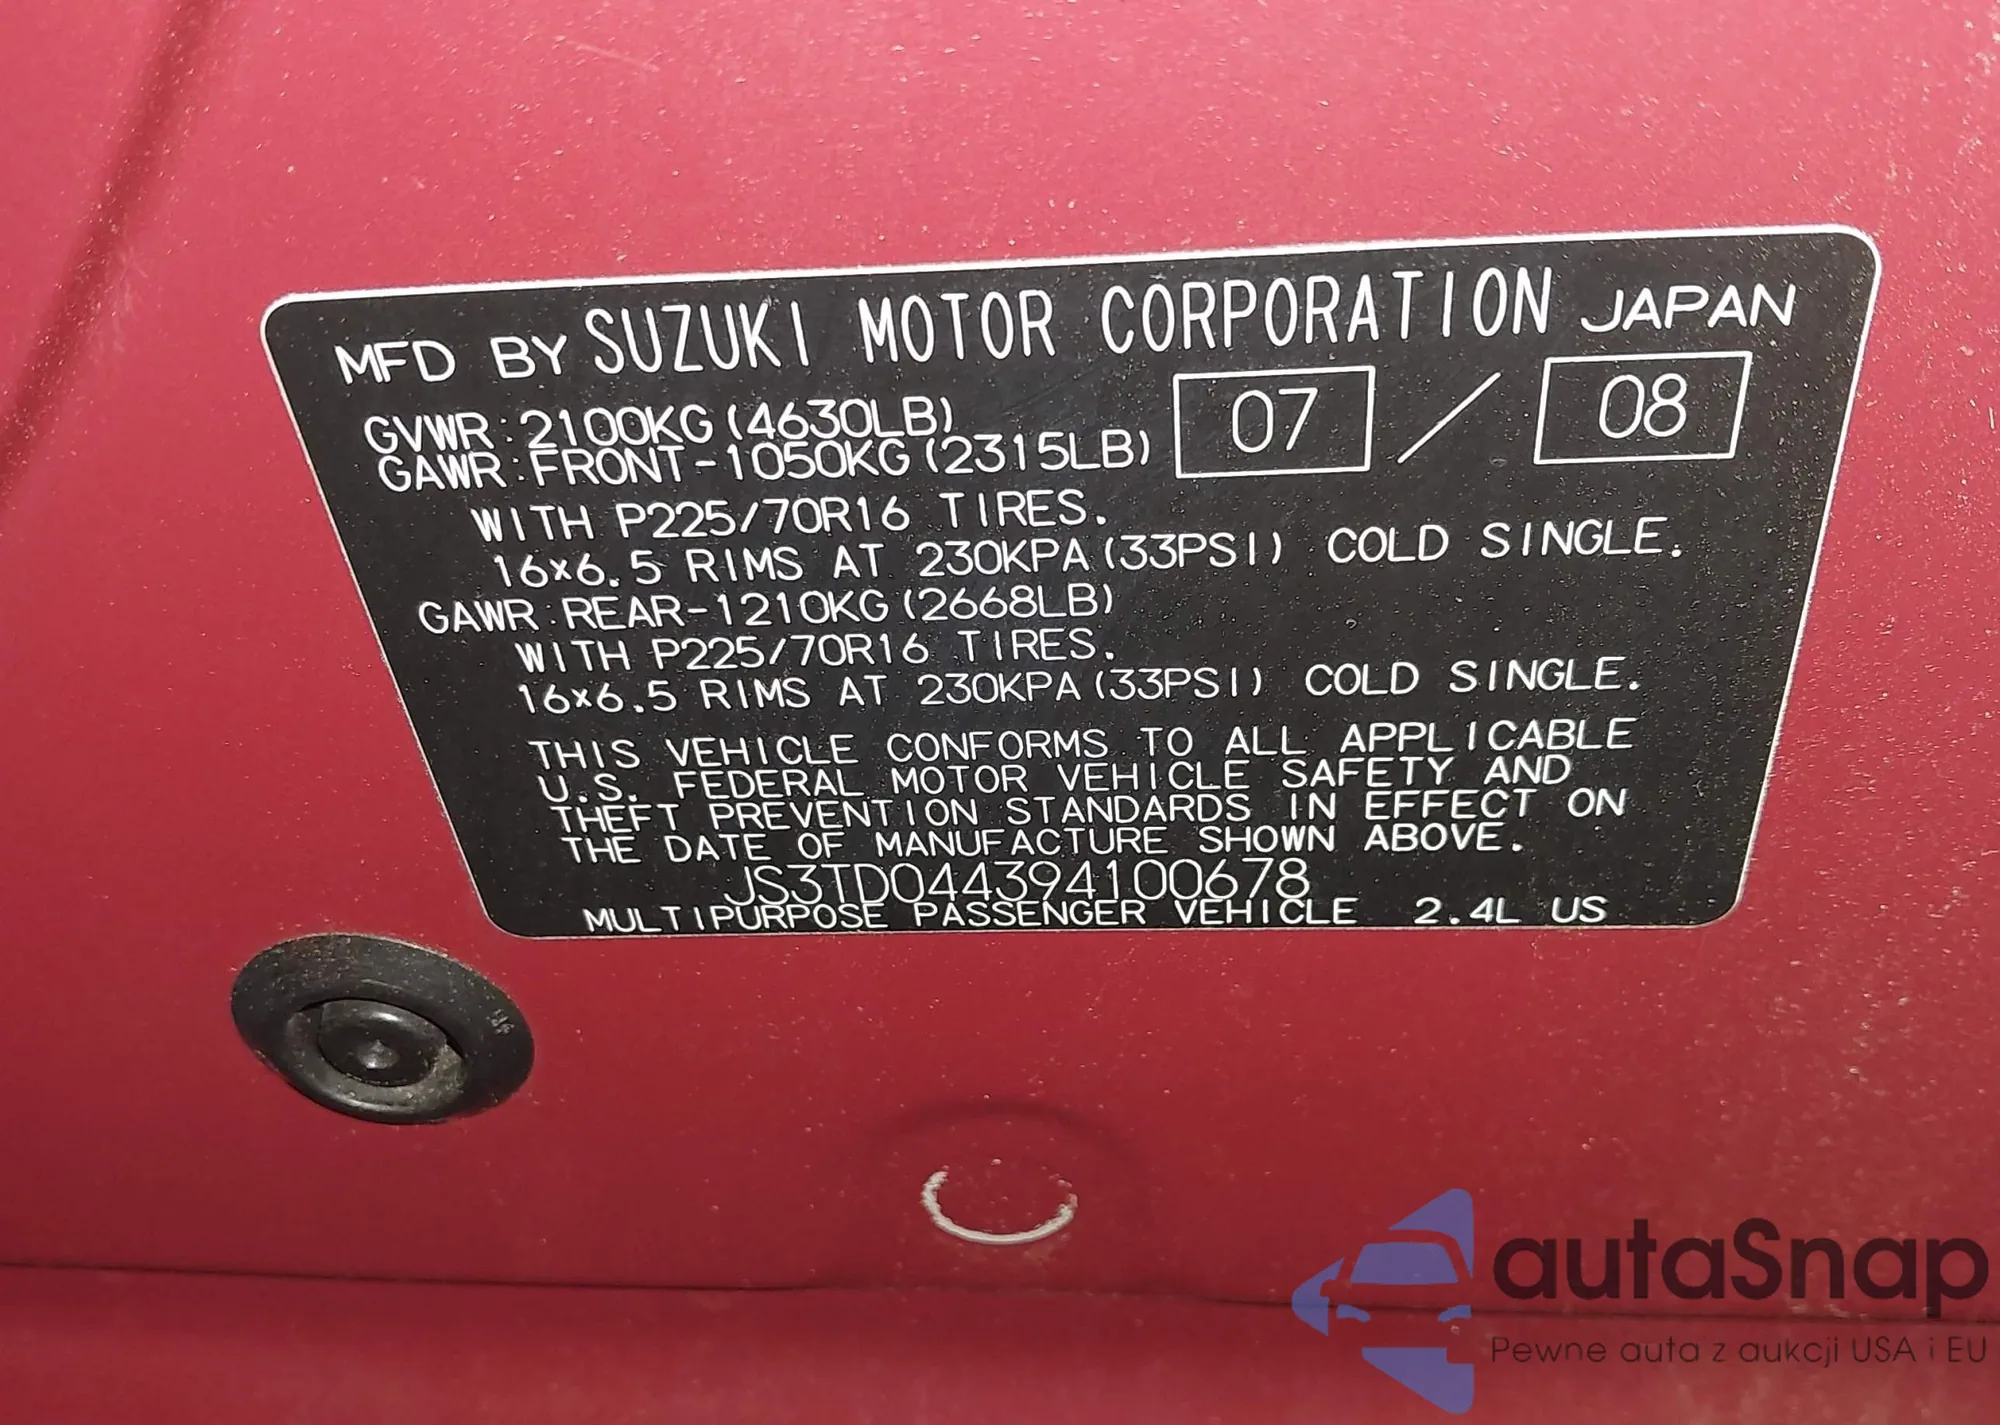 MFD BY SUZUKI MOTOR CORPORATION JAPAN
GVWR:2100KG(4630LB)
GAWR:FRONT-1050KG(2315LB)
07 / 08
WITH P225/70R16 TIRES.
16×6.5 RIMS AT 230KPA(33PSI) COLD SINGLE.
GAWR:REAR-1210KG(2668LB)
WITH P225/70R16 TIRES.
16×6.5 RIMS AT 230KPA(33PSI) COLD SINGLE.
THIS VEHICLE CONFORMS TO ALL APPLICABLE
U.S. FEDERAL MOTOR VEHICLE SAFETY AND
THEFT PREVENTION STANDARDS IN EFFECT ON
THE DATE OF MANUFACTURE SHOWN ABOVE.
JS3TD044394100678
MULTIPURPOSE PASSENGER VEHICLE 2.4L US
autaSnap
Pewne auta z aukcji USA i EU